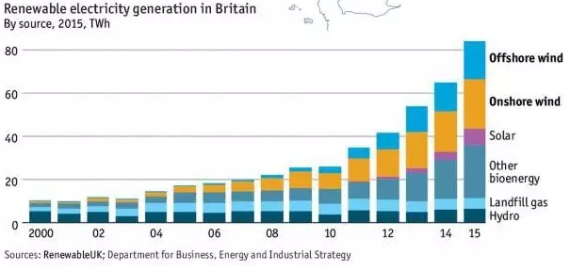 Renewable electricity generation in Britain
By source, 2015, TWh
80
60
40
20
0
Offshore wind
Onshore wind
Solar
Other
bioenergy
Landfill gas
Hydro
2000 02 04 06 08 10 12 14 15
Sources: RenewableUK; Department for Business, Energy and Industrial Strategy